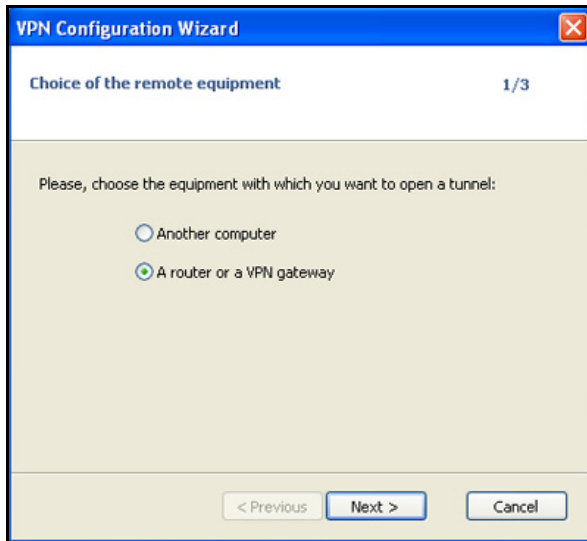 VPN Configuration Wizard
Choice of the remote equipment 1/3
Please, choose the equipment with which you want to open a tunnel:
Another computer
A router or a VPN gateway
< Previous Next > Cancel